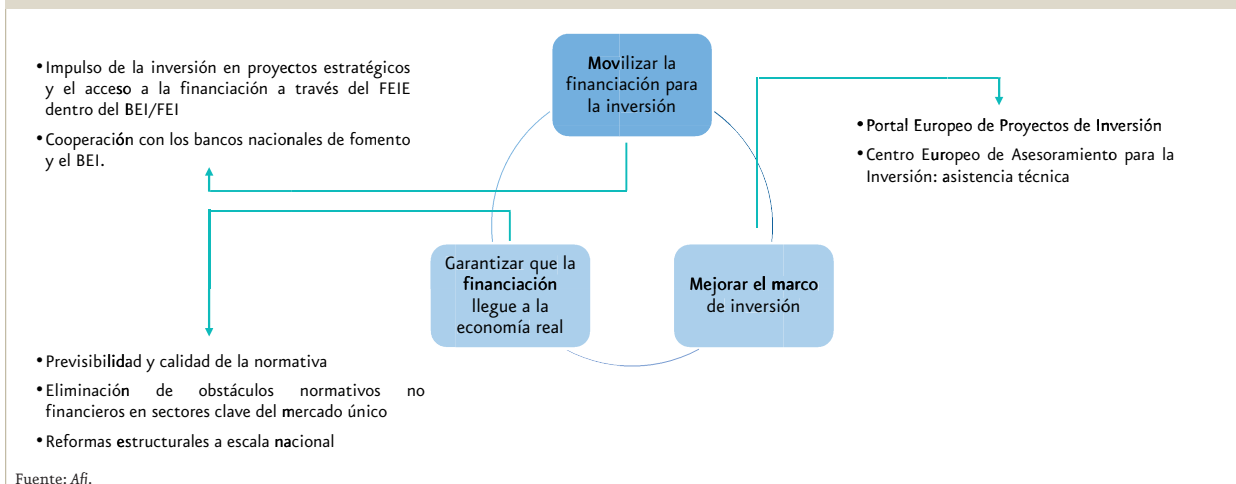 • Impulso de la inversión en proyectos estratégicos
y el acceso a la financiación a través del FEIE
dentro del BEI/FEI
• Cooperación con los bancos nacionales de fomento
y el BEI.
Movilizar la
financiación para
la inversión
• Portal Europeo de Proyectos de Inversión
• Centro Europeo de Asesoramiento para la
Inversión: asistencia técnica
Garantizar que la
financiación
llegue a la
economía real
Mejorar el marco
de inversión
• Previsibilidad y calidad de la normativa
• Eliminación de obstáculos normativos no
financieros en sectores clave del mercado único
• Reformas estructurales a escala nacional
Fuente: Afi.